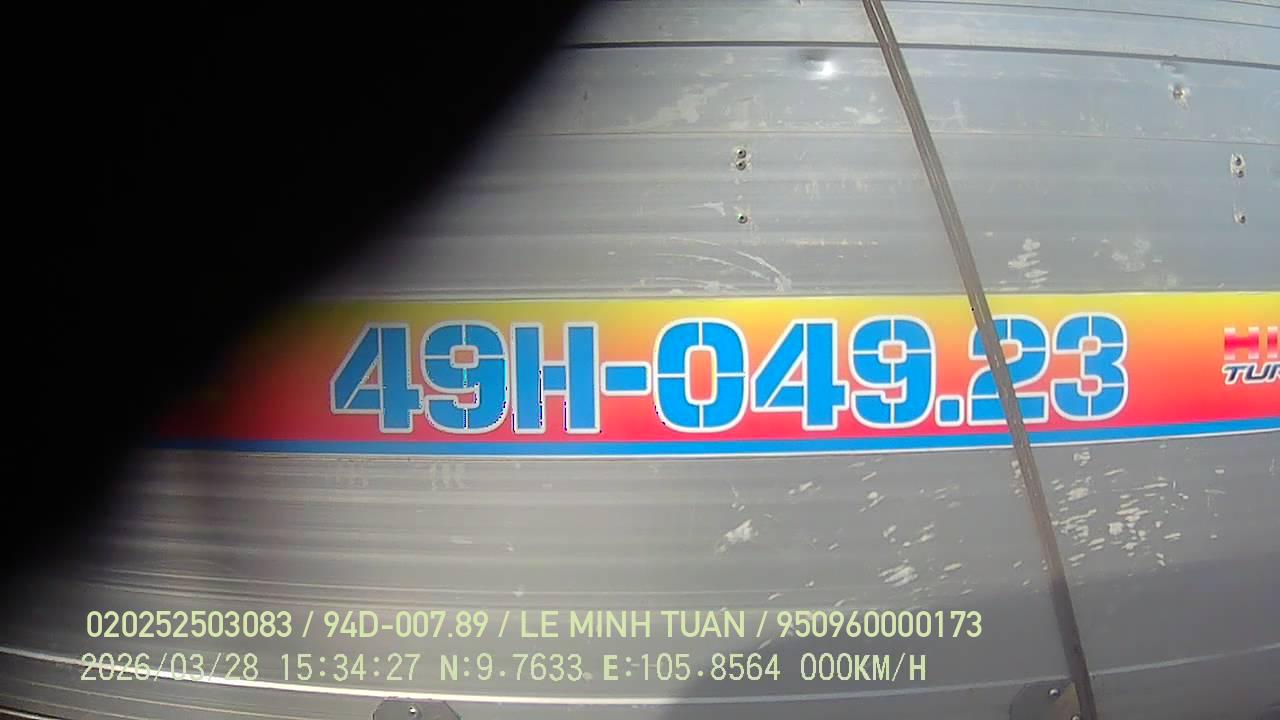 49H-049.23
020252503083 / 94D-007.89 / LE MINH TUAN / 950960000173
2026/03/28 15:34:27 N:9.7633 E:105.8564 000KM/H